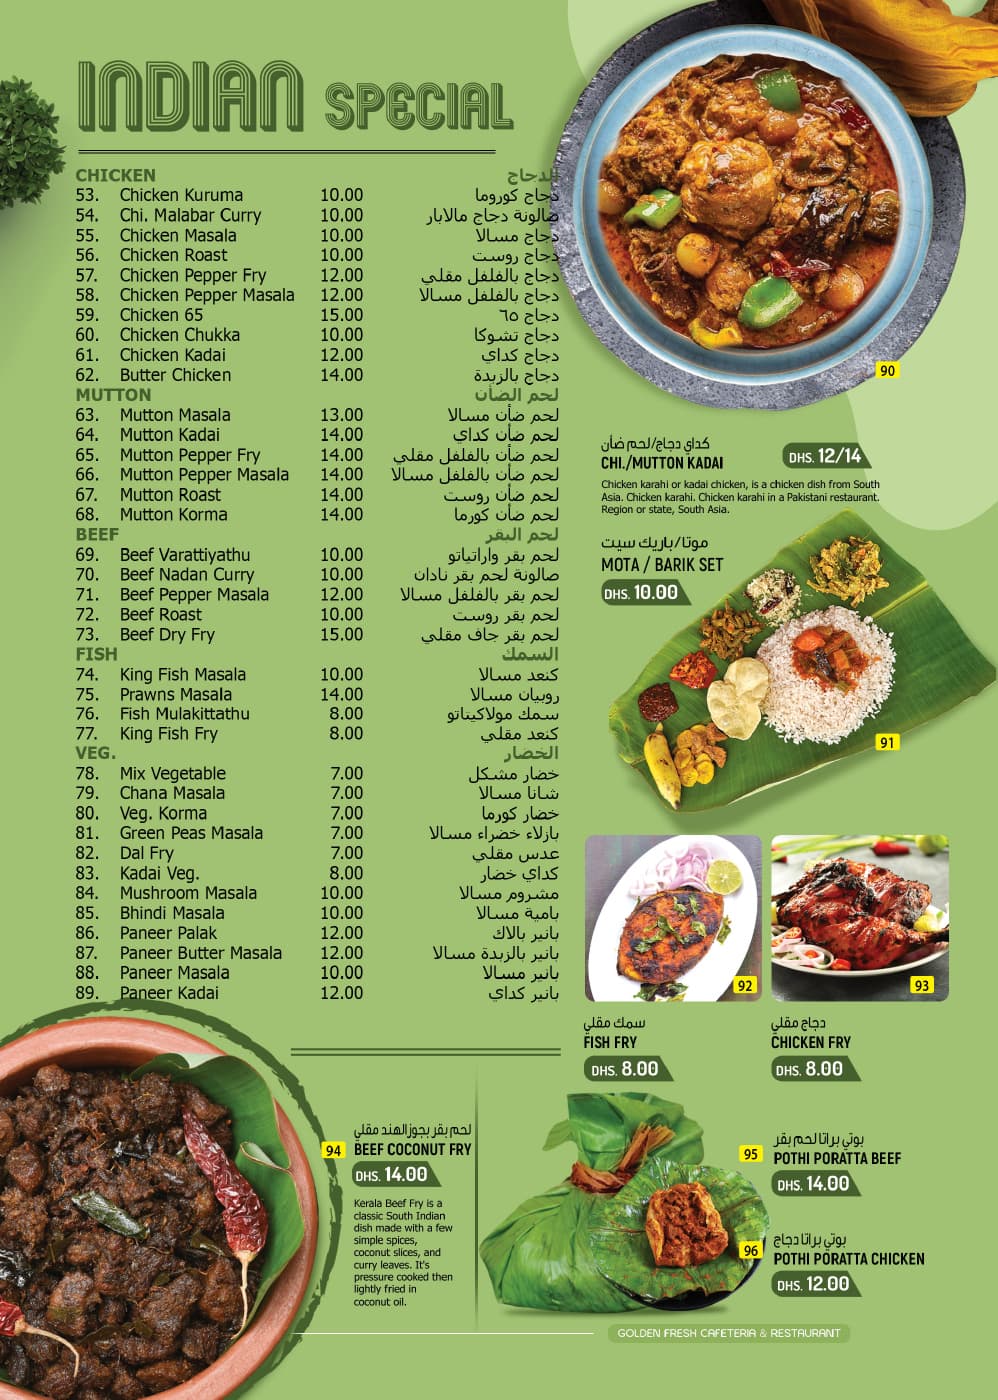 INDIAN SPECIAL
CHICKEN الدجاج
53. Chicken Kuruma 10.00 دجاج كوروما
54. Chi. Malabar Curry 10.00 صالونة دجاج مالابار
55. Chicken Masala 10.00 دجاج مسالا
56. Chicken Roast 10.00 دجاج روست
57. Chicken Pepper Fry 12.00 دجاج بالفلفل مقلي
58. Chicken Pepper Masala 12.00 دجاج بالفلفل مسالا
59. Chicken 65 15.00 دجاج ٦٥
60. Chicken Chukka 10.00 دجاج تشوكا
61. Chicken Kadai 12.00 دجاج كداي
62. Butter Chicken 14.00 دجاج بالزبدة
MUTTON لحم الضأن
63. Mutton Masala 13.00 لحم ضأن مسالا
64. Mutton Kadai 14.00 لحم ضأن كداي
65. Mutton Pepper Fry 14.00 لحم ضأن بالفلفل مقلي
66. Mutton Pepper Masala 14.00 لحم ضأن بالفلفل مسالا
67. Mutton Roast 14.00 لحم ضأن روست
68. Mutton Korma 14.00 لحم ضأن كورما
BEEF لحم البقر
69. Beef Varattiyathu 10.00 لحم بقر واراتياتو
70. Beef Nadan Curry 10.00 صالونة لحم بقر نادان
71. Beef Pepper Masala 12.00 لحم بقر بالفلفل مسالا
72. Beef Roast 10.00 لحم بقر روست
73. Beef Dry Fry 15.00 لحم بقر جاف مقلي
FISH السمك
74. King Fish Masala 10.00 كنعد مسالا
75. Prawns Masala 14.00 روبيان مسالا
76. Fish Mulakittathu 8.00 سمك مولاكيتاتو
77. King Fish Fry 8.00 كنعد مقلي
VEG. الخضار
78. Mix Vegetable 7.00 خضار مشكل
79. Chana Masala 7.00 شانا مسالا
80. Veg. Korma 7.00 خضار كورما
81. Green Peas Masala 7.00 بازلاء خضراء مسالا
82. Dal Fry 7.00 عدس مقلي
83. Kadai Veg. 8.00 كداي خضار
84. Mushroom Masala 10.00 مشروم مسالا
85. Bhindi Masala 10.00 بامية مسالا
86. Paneer Palak 12.00 بانير بالاك
87. Paneer Butter Masala 12.00 بانير بالزبدة مسالا
88. Paneer Masala 10.00 بانير مسالا
89. Paneer Kadai 12.00 بانير كداي
90
كداي دجاج/لحم ضأن
CHI./MUTTON KADAI DHS. 12/14
Chicken karahi or kadai chicken, is a chicken dish from South
Asia. Chicken karahi. Chicken karahi in a Pakistani restaurant.
Region or state, South Asia.
موتا/باريك سيت
MOTA / BARIK SET
DHS. 10.00
91
92
سمك مقلي
FISH FRY
DHS. 8.00
93
دجاج مقلي
CHICKEN FRY
DHS. 8.00
لحم بقر بجوز الهند مقلي
94 BEEF COCONUT FRY
DHS. 14.00
Kerala Beef Fry is a
classic South Indian
dish made with a few
simple spices,
coconut slices, and
curry leaves. It's
pressure cooked then
lightly fried in
coconut oil.
بوتي براتا لحم بقر
95 POTHI PORATTA BEEF
DHS. 14.00
بوتي براتا دجاج
96 POTHI PORATTA CHICKEN
DHS. 12.00
GOLDEN FRESH CAFETERIA & RESTAURANT